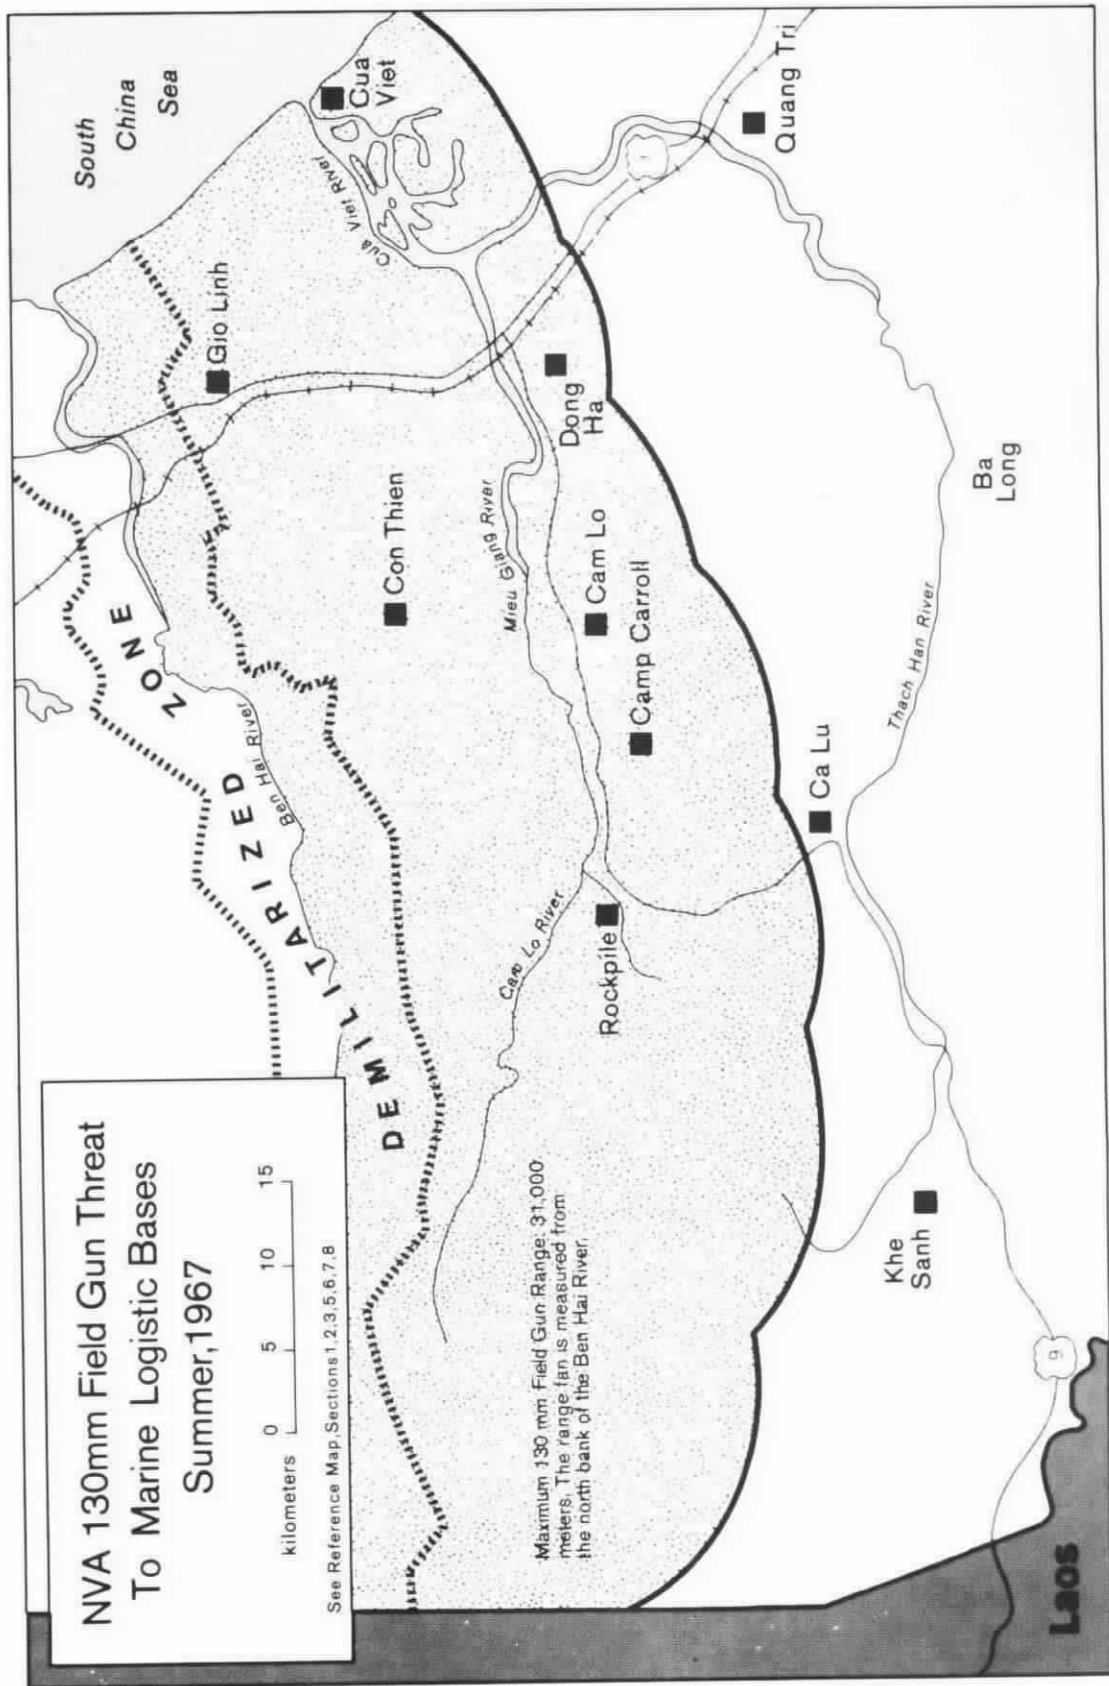 NVA 130mm Field Gun Threat
To Marine Logistic Bases
Summer, 1967
kilometers
0 5 10 15
See Reference Map, Sections 1,2,3,5,6,7,8
South
China
Sea
DEMILITARIZED ZONE
Ben Hai River
Gio Linh
Cua
Viet
Cua Viet River
Con Thien
Mieu Giang River
Dong
Ha
Cam Lo
Camp Carroll
Cam Lo River
Rockpile
1
Quang Tri
Ca Lu
Thach Han River
Ba
Long
Maximum 130 mm Field Gun Range: 31,000
meters. The range fan is measured from
the north bank of the Ben Hai River.
Khe
Sanh
9
Laos